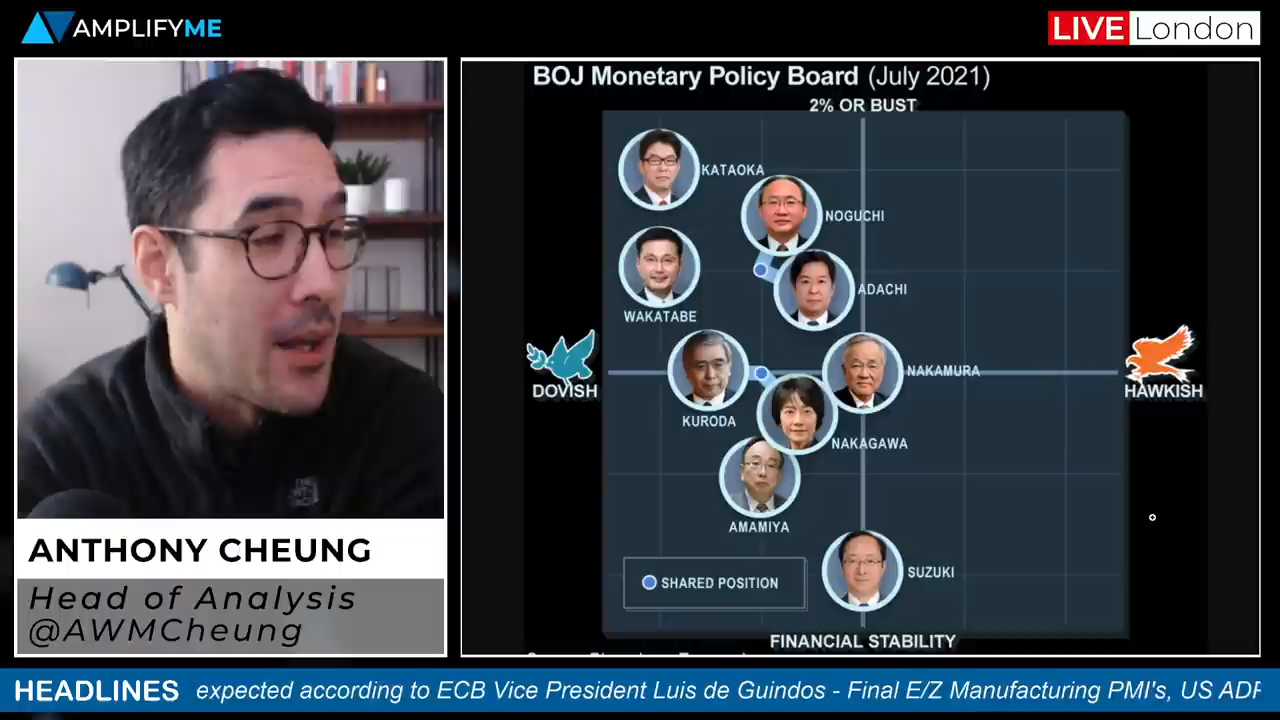 AMPLIFYME
LIVE London
BOJ Monetary Policy Board (July 2021)
2% OR BUST
KATAOKA
NOGUCHI
WAKATABE
ADACHI
DOVISH
HAWKISH
KURODA
NAKAMURA
NAKAGAWA
AMAMIYA
SUZUKI
SHARED POSITION
FINANCIAL STABILITY
ANTHONY CHEUNG
Head of Analysis
@AWMCheung
HEADLINES expected according to ECB Vice President Luis de Guindos - Final E/Z Manufacturing PMI's, US ADP